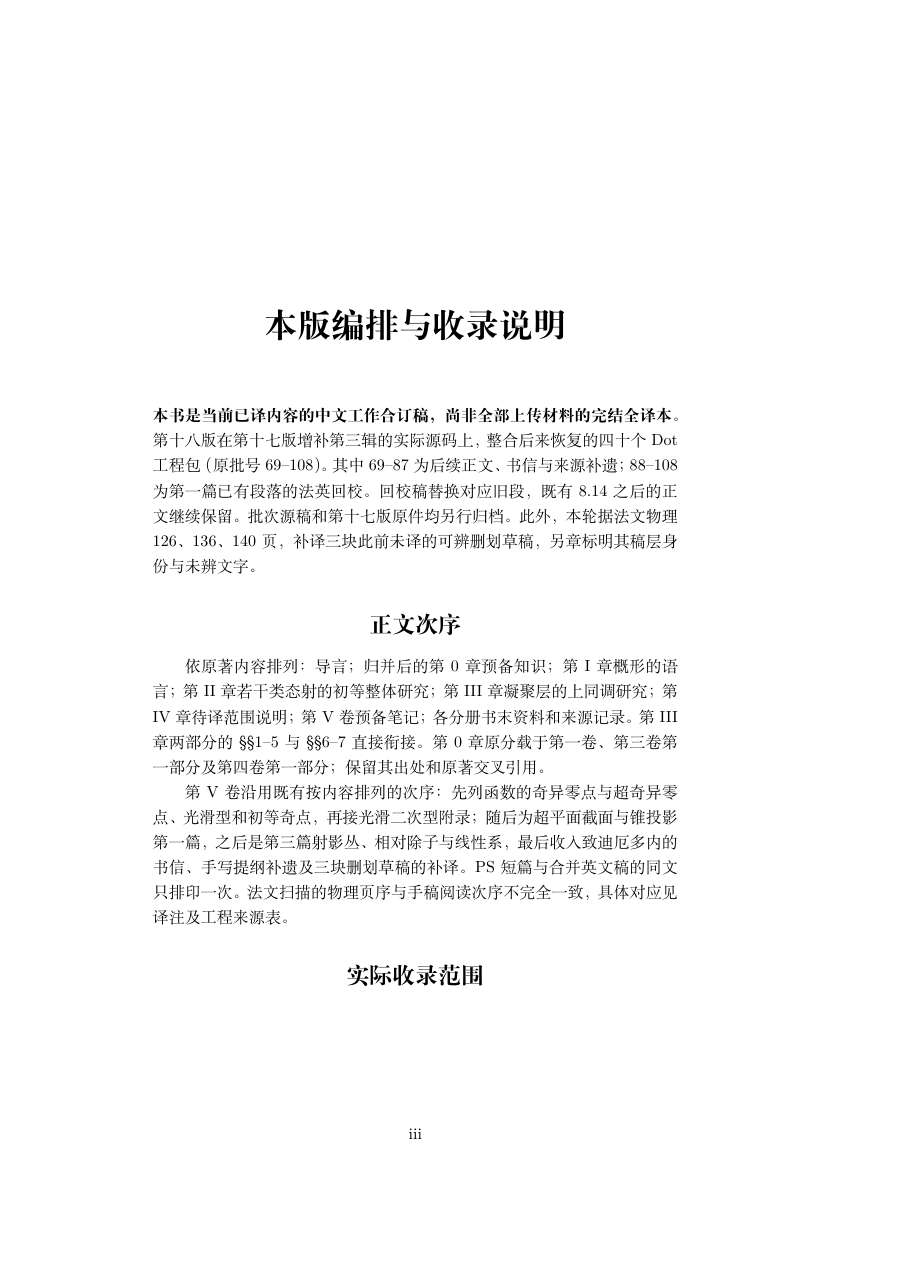 本版编排与收录说明
本书是当前已译内容的中文工作合订稿，尚非全部上传材料的完结全译本。
第十八版在第十七版增补第三辑的实际源码上，整合后来恢复的四十个 Dot
工程包（原批号 69–108）。其中 69–87 为后续正文、书信与来源补遗；88–108
为第一篇已有段落的法英回校。回校稿替换对应旧段，既有 8.14 之后的正
文继续保留。批次源稿和第十七版原件均另行归档。此外，本轮据法文物理
126、136、140 页，补译三块此前未译的可辨删划草稿，另章标明其稿层身
份与未辨文字。
正文次序
依原著内容排列：导言；归并后的第 0 章预备知识；第 I 章概形的语
言；第 II 章若干类态射的初等整体研究；第 III 章凝聚层的上同调研究；第
IV 章待译范围说明；第 V 卷预备笔记；各分册书末资料和来源记录。第 III
章两部分的 §§1–5 与 §§6–7 直接衔接。第 0 章原分载于第一卷、第三卷第
一部分及第四卷第一部分；保留其出处和原著交叉引用。
第 V 卷沿用既有按内容排列的次序：先列函数的奇异零点与超奇异零
点、光滑型和初等奇点，再接光滑二次型附录；随后为超平面截面与锥投影
第一篇，之后是第三篇射影丛、相对除子与线性系，最后收入致迪厄多内的
书信、手写提纲补遗及三块删划草稿的补译。PS 短篇与合并英文稿的同文
只排印一次。法文扫描的物理页序与手稿阅读次序不完全一致，具体对应见
译注及工程来源表。
实际收录范围
iii